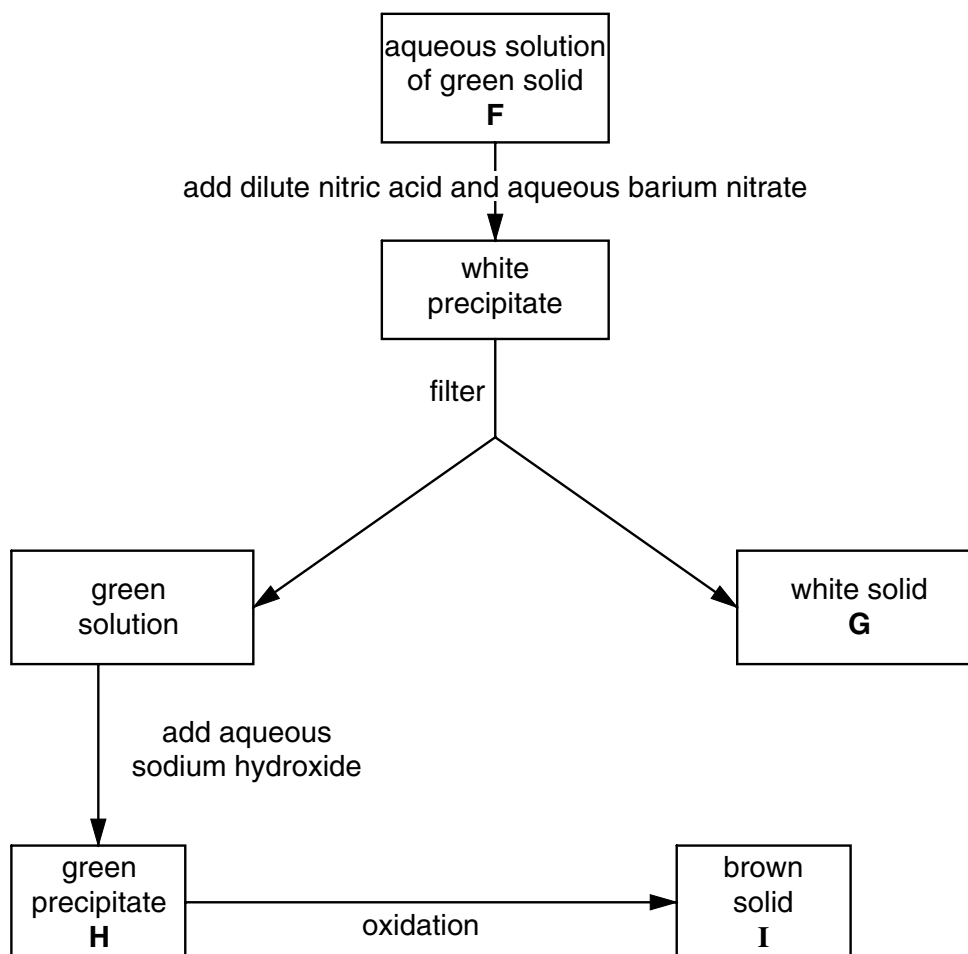 aqueous solution
of green solid
F
add dilute nitric acid and aqueous barium nitrate
white
precipitate
filter
green
solution
white solid
G
add aqueous
sodium hydroxide
green
precipitate
H
oxidation
brown
solid
I